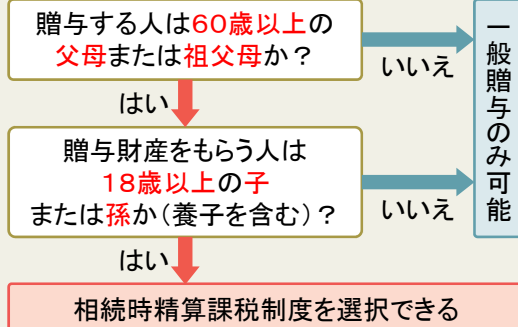 贈与する人は60歳以上の
父母または祖父母か？
いいえ
はい
贈与財産をもらう人は
18歳以上の子
または孫か（養子を含む）？
いいえ
はい
一般贈与のみ可能
相続時精算課税制度を選択できる